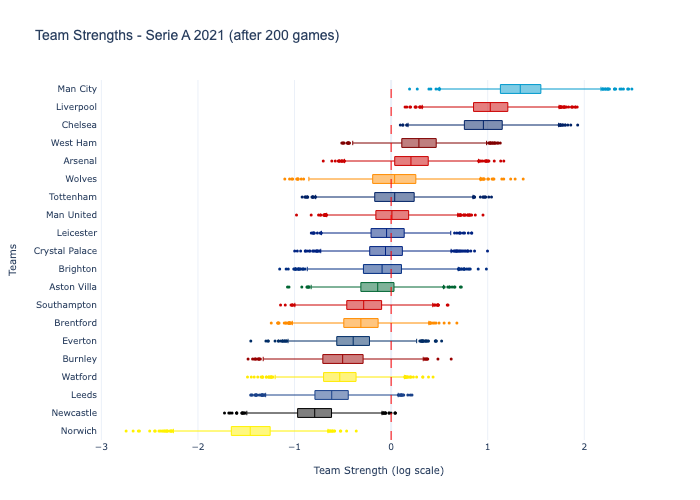 Team Strengths - Serie A 2021 (after 200 games)
Man City
Liverpool
Chelsea
West Ham
Arsenal
Wolves
Tottenham
Man United
Leicester
Crystal Palace
Brighton
Aston Villa
Southampton
Brentford
Everton
Burnley
Watford
Leeds
Newcastle
Norwich
Teams
−3 −2 −1 0 1 2
Team Strength (log scale)